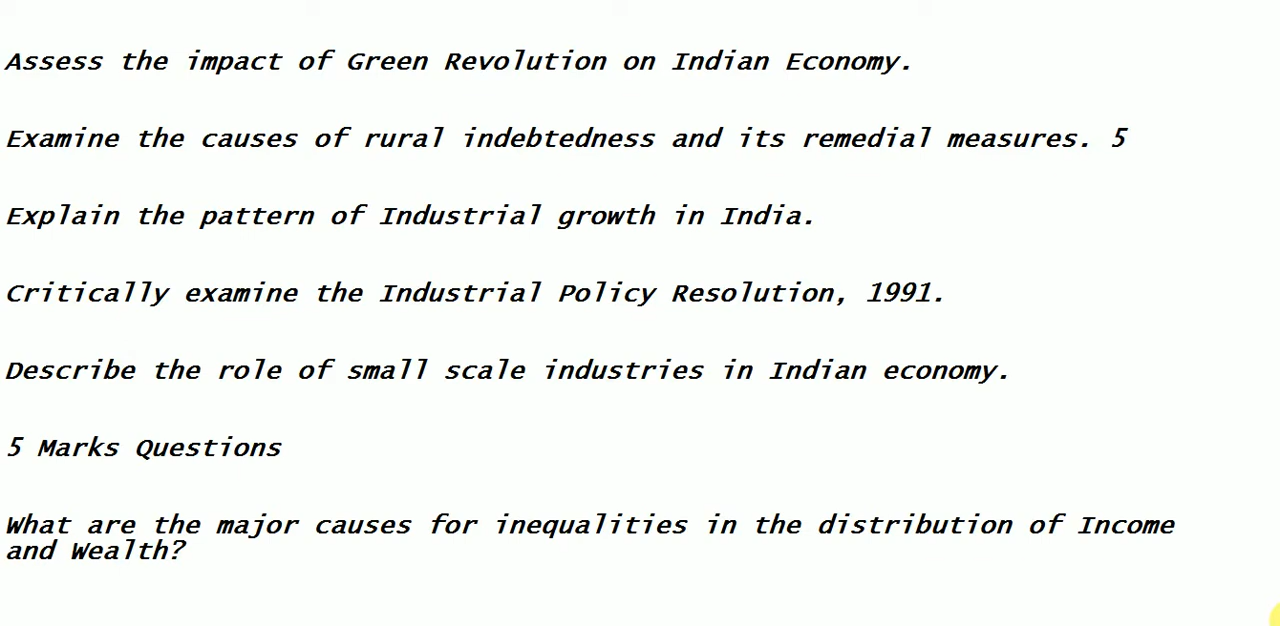 Assess the impact of Green Revolution on Indian Economy.
Examine the causes of rural indebtedness and its remedial measures. 5
Explain the pattern of Industrial growth in India.
Critically examine the Industrial Policy Resolution, 1991.
Describe the role of small scale industries in Indian economy.
5 Marks Questions
What are the major causes for inequalities in the distribution of Income
and Wealth?